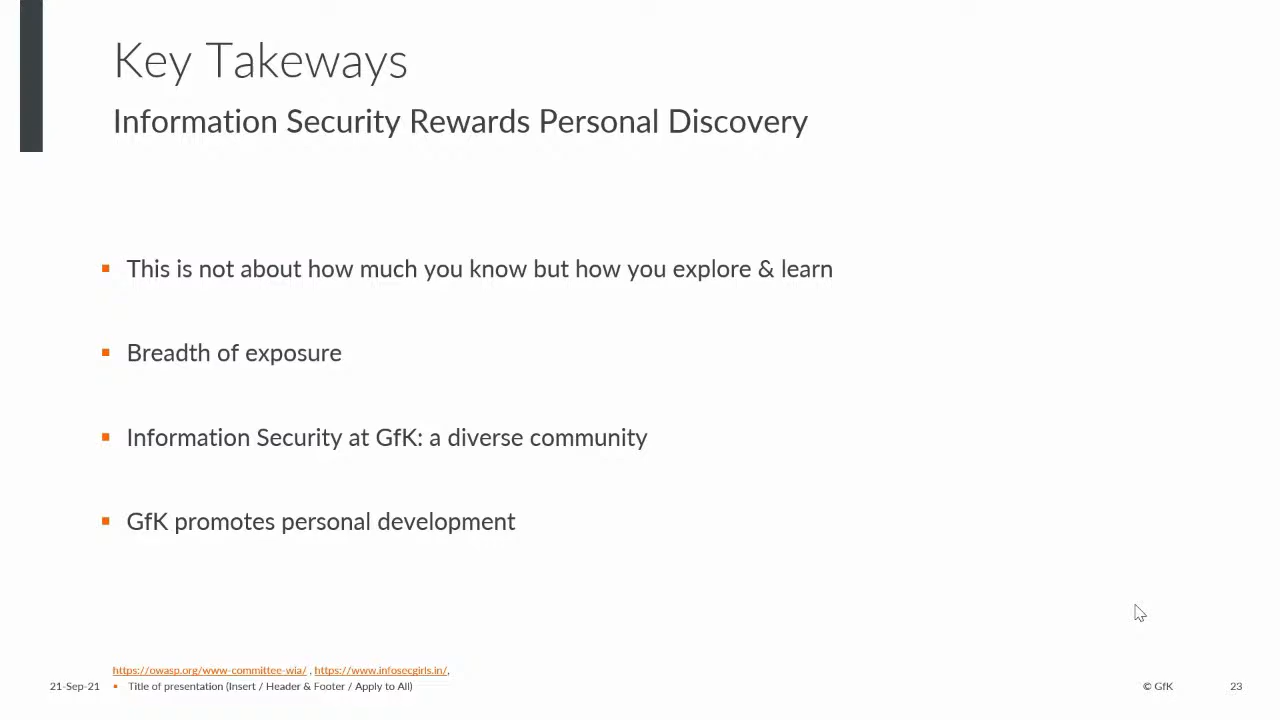 Key Takeways
Information Security Rewards Personal Discovery
This is not about how much you know but how you explore & learn
Breadth of exposure
Information Security at GfK: a diverse community
GfK promotes personal development
https://owasp.org/www-committee-wia/ , https://www.infosecgirls.in/,
21-Sep-21 ▪ Title of presentation (Insert / Header & Footer / Apply to All) © GfK 23